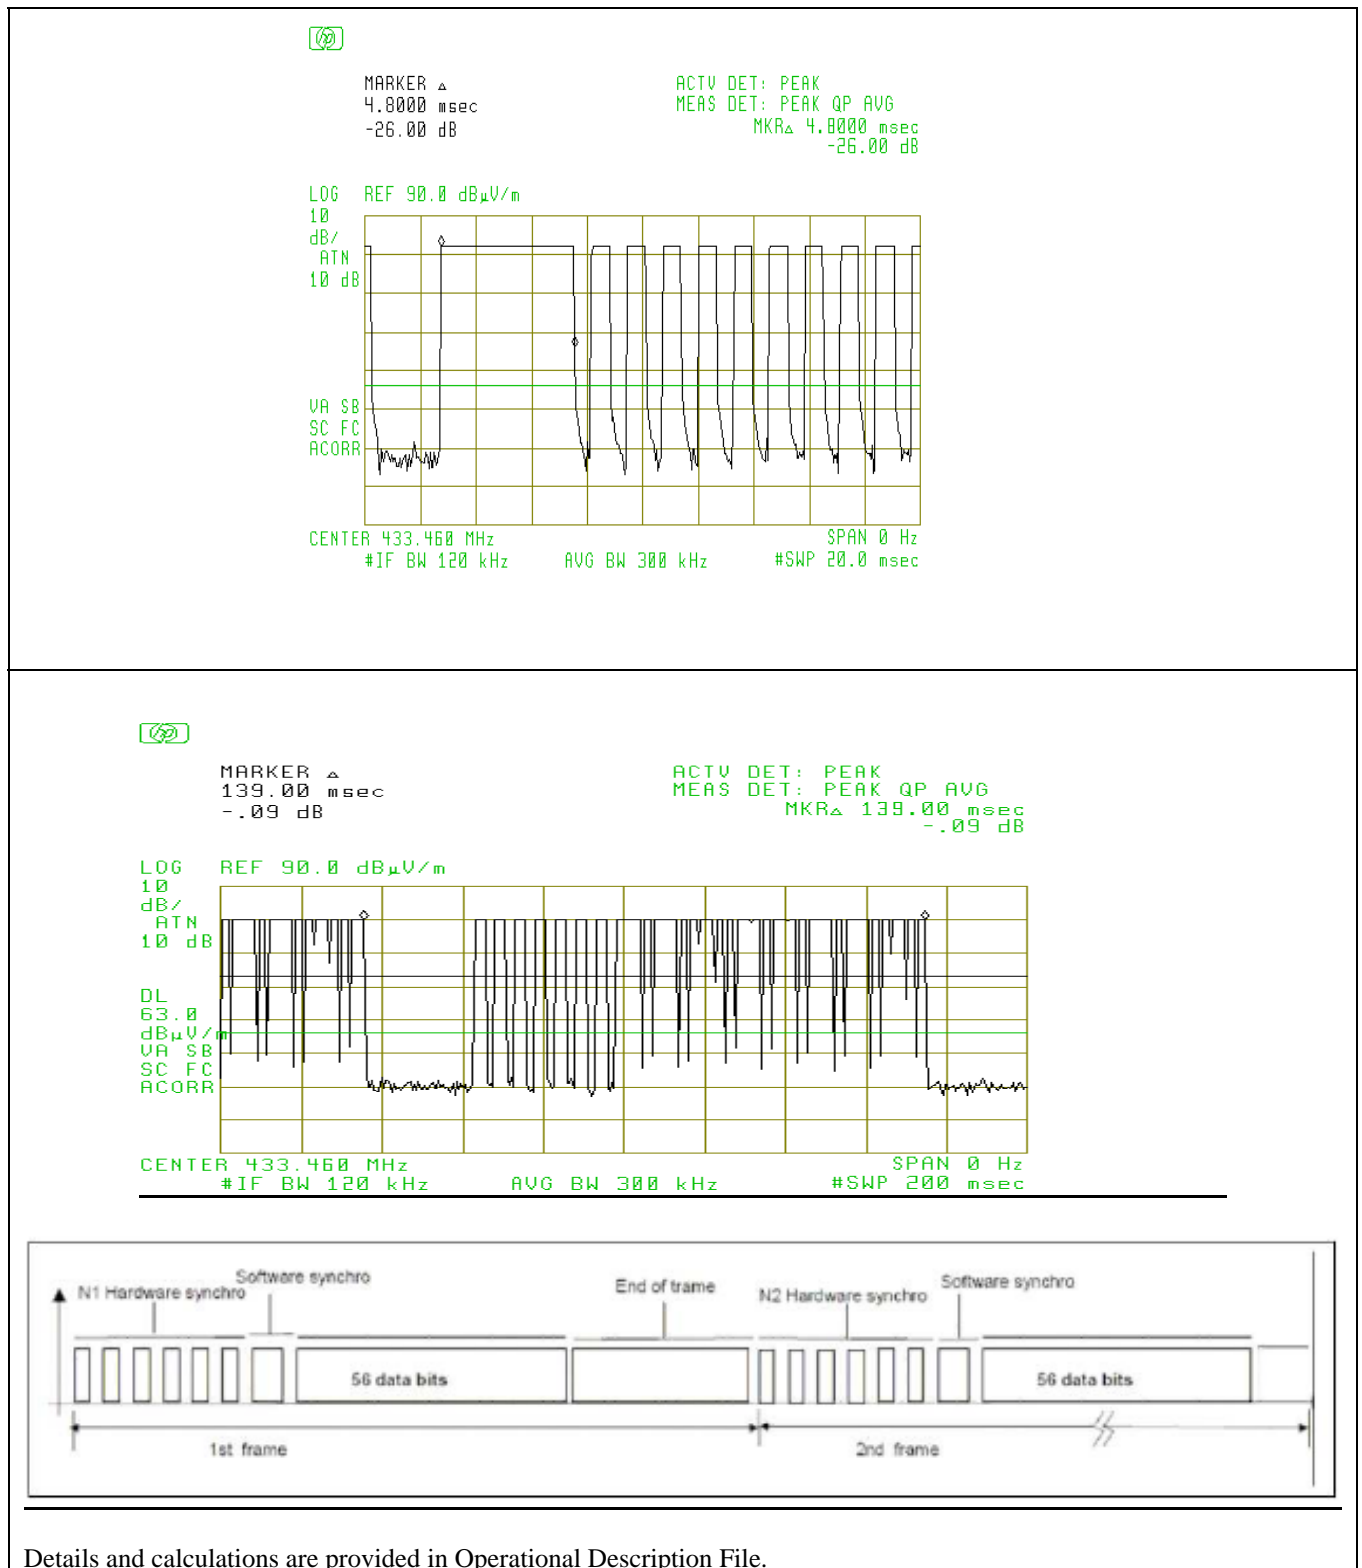 hp
MARKER Δ
4.8000 msec
-26.00 dB
ACTV DET: PEAK
MEAS DET: PEAK QP AVG
MKRΔ 4.8000 msec
-26.00 dB
LOG REF 90.0 dBµV/m
10
dB/
ATN
10 dB
VA SB
SC FC
ACORR
CENTER 433.460 MHz SPAN 0 Hz
#IF BW 120 kHz AVG BW 300 kHz #SWP 20.0 msec
hp
MARKER Δ
139.00 msec
-.09 dB
ACTV DET: PEAK
MEAS DET: PEAK QP AVG
MKRΔ 139.00 msec
-.09 dB
LOG REF 90.0 dBµV/m
10
dB/
ATN
10 dB
DL
63.0
dBµV/m
VA SB
SC FC
ACORR
CENTER 433.460 MHz SPAN 0 Hz
#IF BW 120 kHz AVG BW 300 kHz #SWP 200 msec
N1 Hardware synchro Software synchro End of frame N2 Hardware synchro Software synchro
56 data bits 56 data bits
1st frame 2nd frame
Details and calculations are provided in Operational Description File.